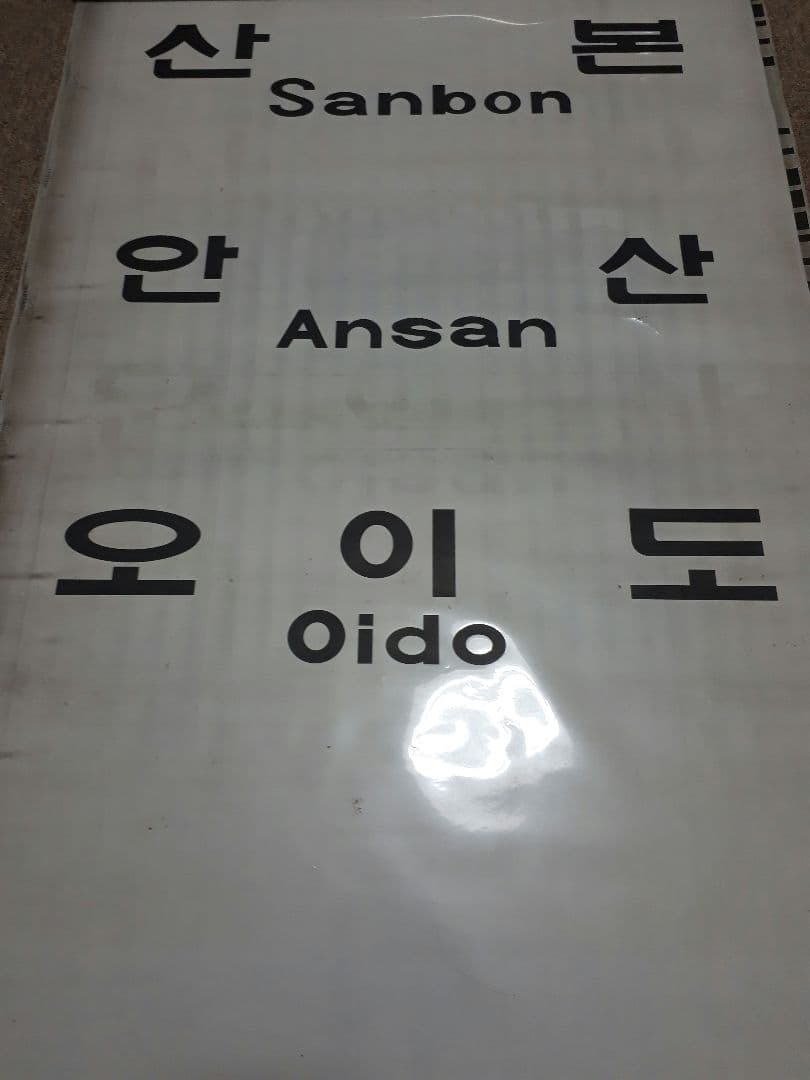 산 본
Sanbon
안 산
Ansan
오 이 도
Oido